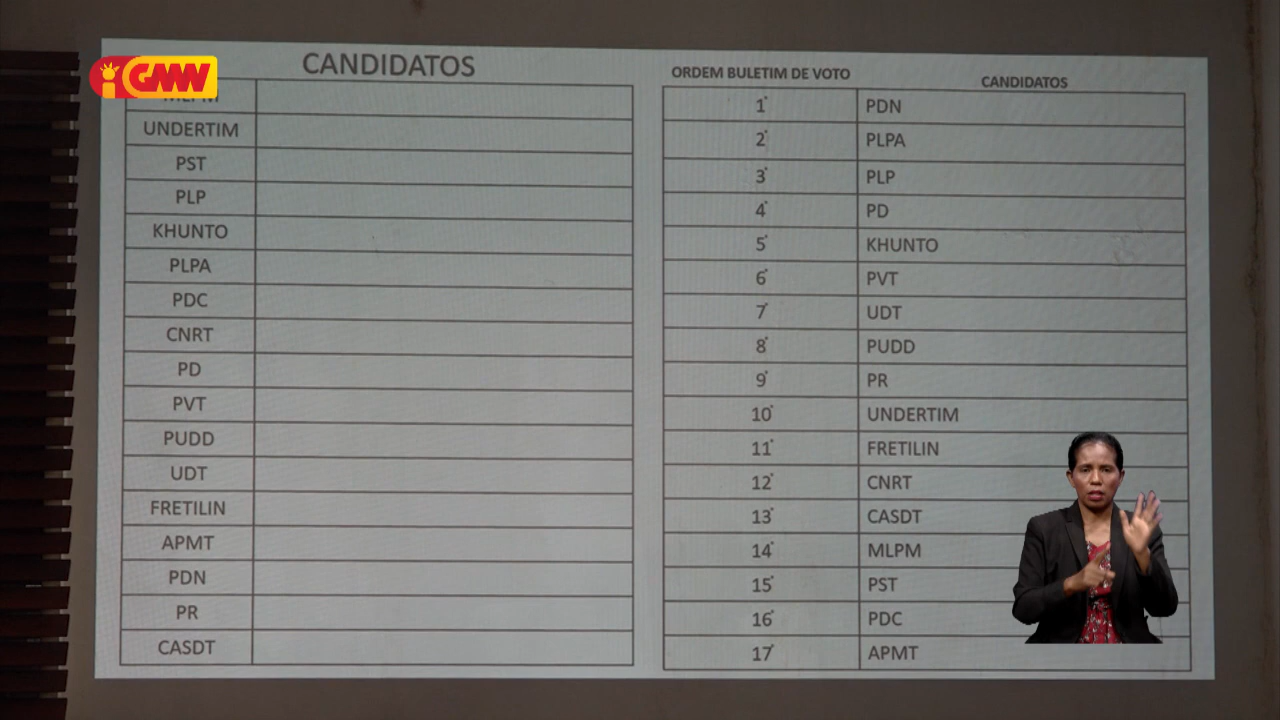 GMN
CANDIDATOS
UNDERTIM
PST
PLP
KHUNTO
PLPA
PDC
CNRT
PD
PVT
PUDD
UDT
FRETILIN
APMT
PDN
PR
CASDT
ORDEM BULETIM DE VOTO CANDIDATOS
1° PDN
2° PLPA
3° PLP
4° PD
5° KHUNTO
6° PVT
7° UDT
8° PUDD
9° PR
10° UNDERTIM
11° FRETILIN
12° CNRT
13° CASDT
14° MLPM
15° PST
16° PDC
17° APMT